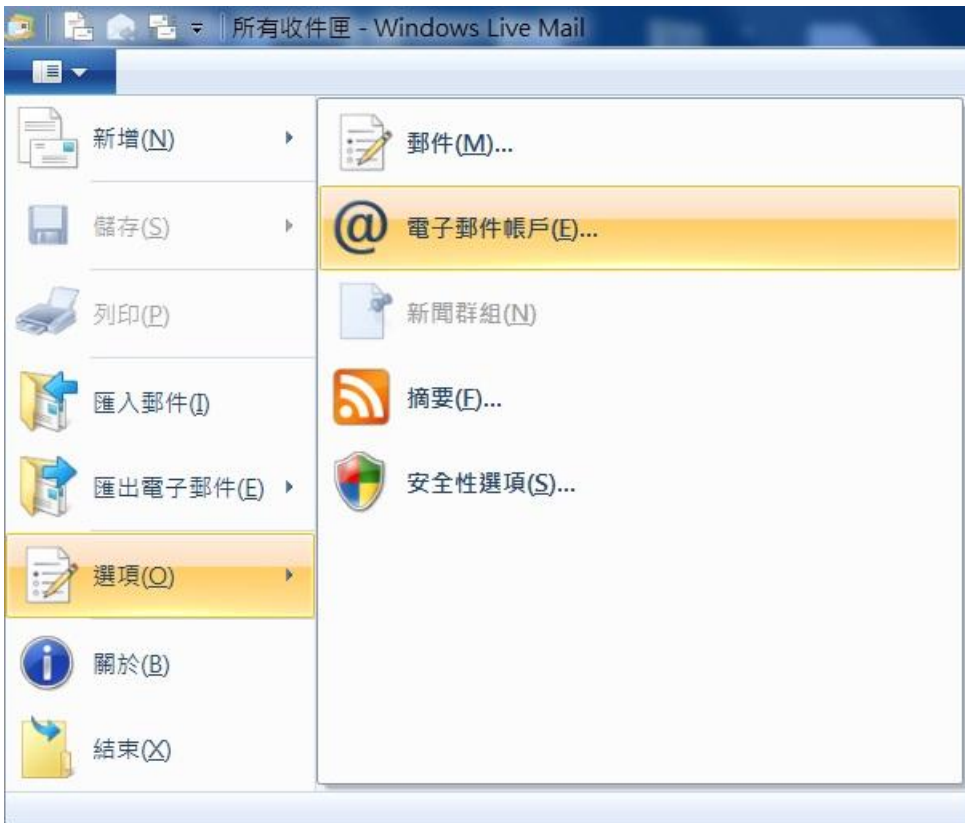 所有收件匣 - Windows Live Mail
新增(N)
儲存(S)
列印(P)
匯入郵件(I)
匯出電子郵件(E)
選項(O)
關於(B)
結束(X)
郵件(M)...
電子郵件帳戶(E)...
新聞群組(N)
摘要(F)...
安全性選項(S)...